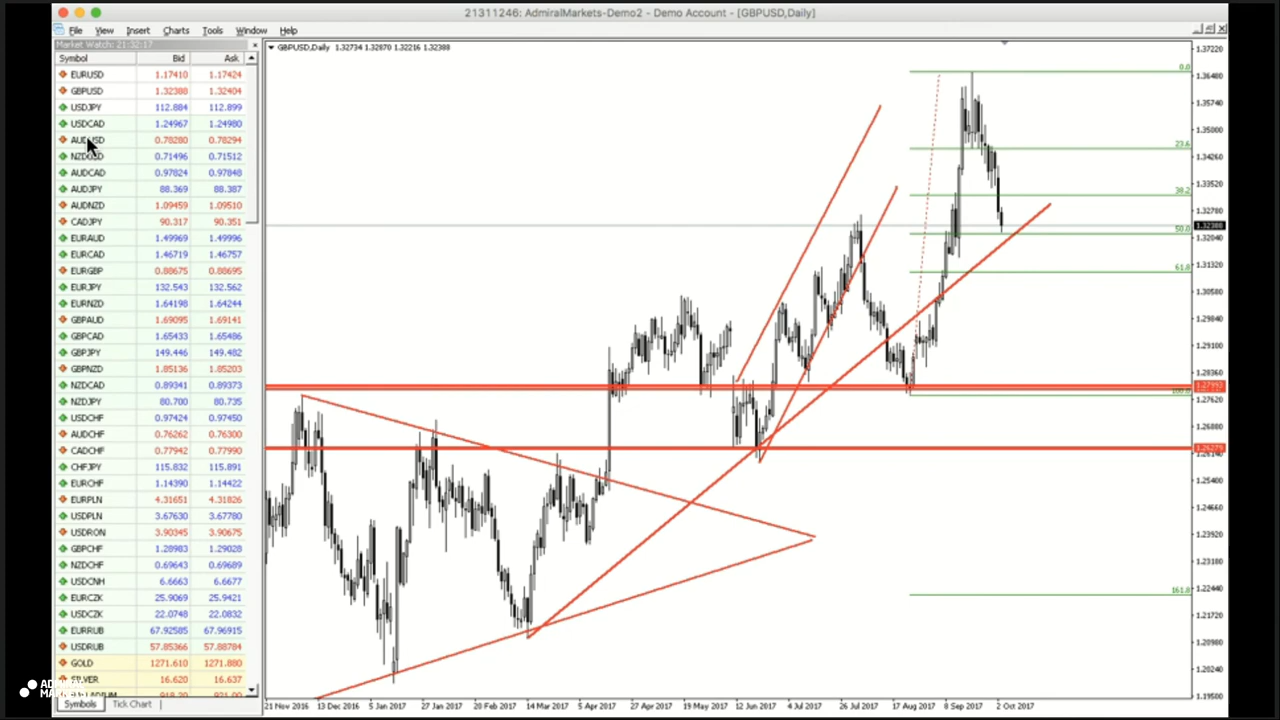 21311246: AdmiralMarkets-Demo2 - Demo Account - [GBPUSD,Daily]
File View Insert Charts Tools Window Help
Market Watch: 21:32:17
Symbol Bid Ask
EURUSD 1.17410 1.17424
GBPUSD 1.32388 1.32404
USDJPY 112.884 112.899
USDCAD 1.24967 1.24980
AUDUSD 0.78280 0.78294
NZDUSD 0.71496 0.71512
AUDCAD 0.97824 0.97848
AUDJPY 88.369 88.387
AUDNZD 1.09459 1.09510
CADJPY 90.317 90.351
EURAUD 1.49969 1.49996
EURCAD 1.46719 1.46757
EURGBP 0.88675 0.88695
EURJPY 132.543 132.562
EURNZD 1.64198 1.64244
GBPAUD 1.69095 1.69141
GBPCAD 1.65433 1.65486
GBPJPY 149.446 149.482
GBPNZD 1.85136 1.85203
NZDCAD 0.89341 0.89373
NZDJPY 80.700 80.735
USDCHF 0.97424 0.97450
AUDCHF 0.76262 0.76300
CADCHF 0.77942 0.77990
CHFJPY 115.832 115.891
EURCHF 1.14390 1.14422
EURPLN 4.31651 4.31826
USDPLN 3.67630 3.67780
USDRON 3.90345 3.90675
GBPCHF 1.28983 1.29028
NZDCHF 0.69643 0.69689
USDCNH 6.6663 6.6677
EURCZK 25.9069 25.9421
USDCZK 22.0748 22.0832
EURRUB 67.92585 67.96915
USDRUB 57.85366 57.88784
GOLD 1271.610 1271.880
SILVER 16.620 16.637
Symbols Tick Chart
GBPUSD,Daily 1.32734 1.32870 1.32216 1.32388
0.0
23.6
38.2
50.0
61.8
100.0
161.8
1.37220
1.36480
1.35740
1.35000
1.34260
1.33520
1.32780
1.32388
1.32040
1.31320
1.30580
1.29840
1.29100
1.28360
1.27620
1.26880
1.26140
1.25400
1.24660
1.23920
1.23180
1.22440
1.21720
1.20980
1.20240
1.19500
21 Nov 2016 13 Dec 2016 5 Jan 2017 27 Jan 2017 20 Feb 2017 14 Mar 2017 5 Apr 2017 27 Apr 2017 19 May 2017 12 Jun 2017 4 Jul 2017 26 Jul 2017 17 Aug 2017 8 Sep 2017 2 Oct 2017